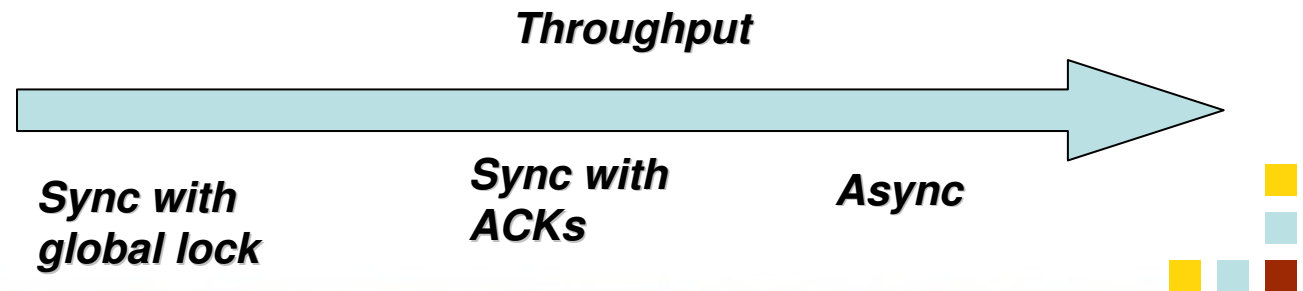 Throughput
Sync with
global lock
Sync with
ACKs
Async